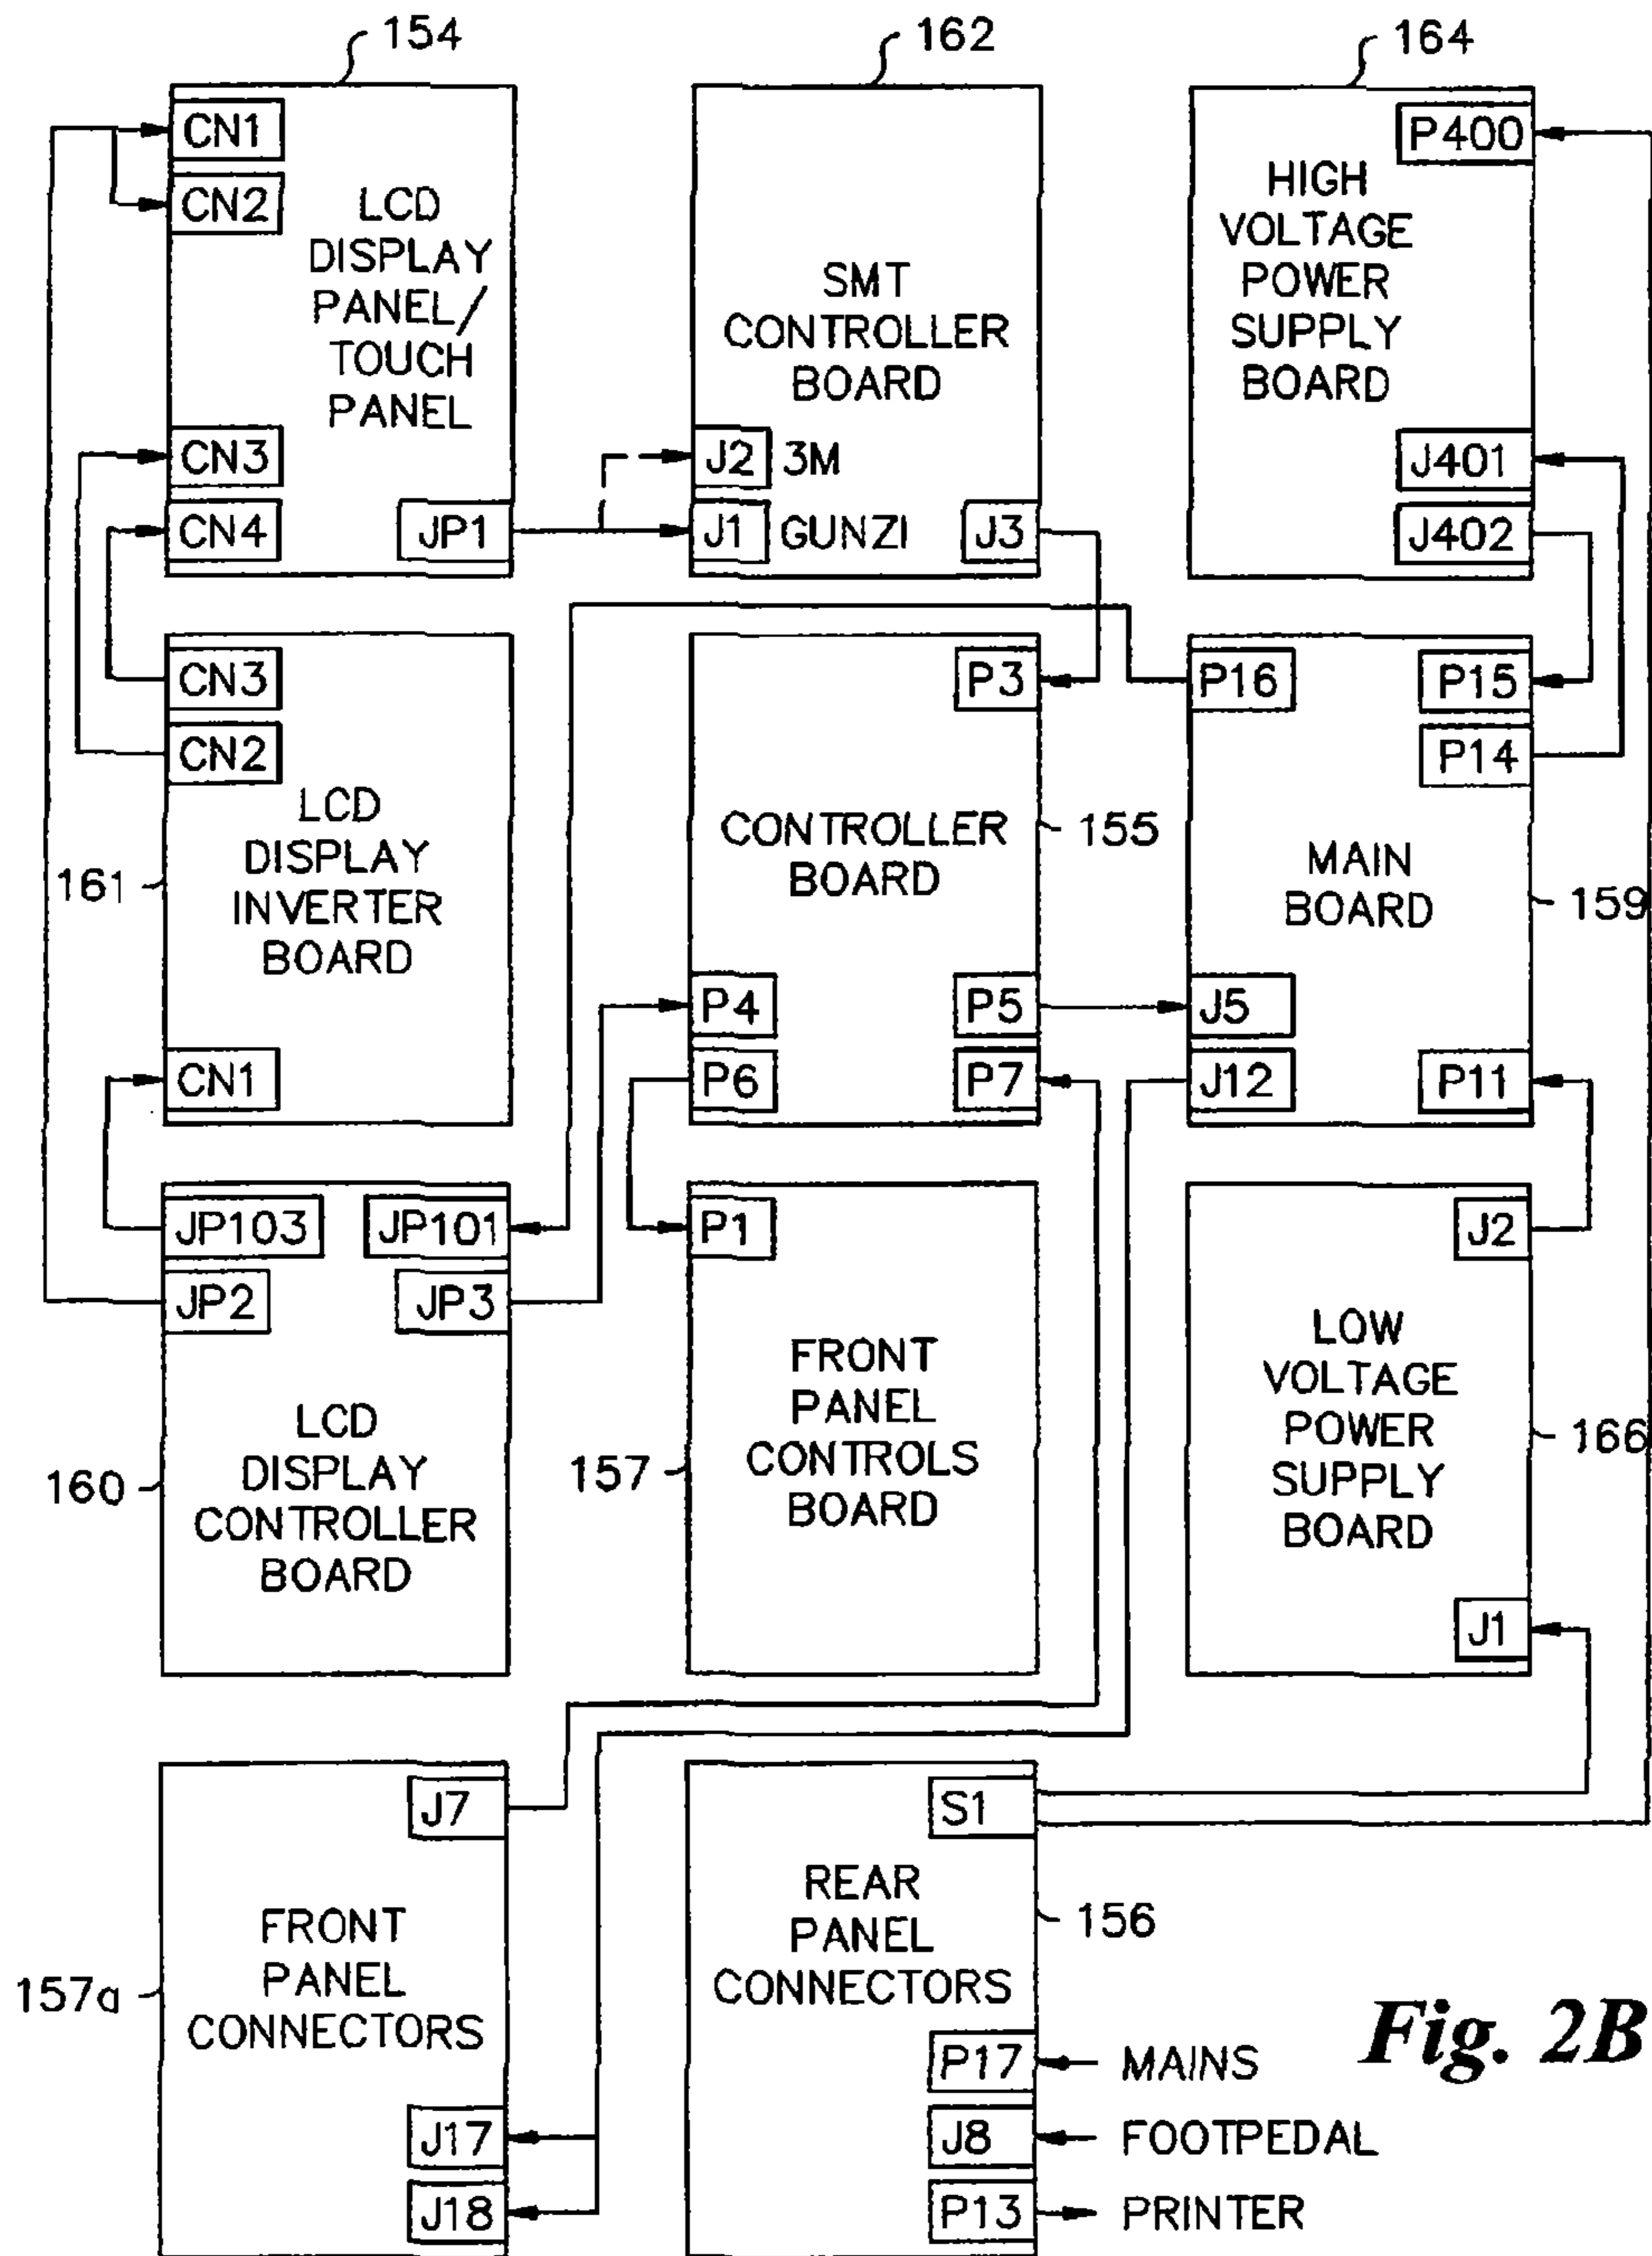 154
162
164
CN1
CN2
LCD
DISPLAY
PANEL/
TOUCH
PANEL
CN3
CN4
JP1
SMT
CONTROLLER
BOARD
J2 3M
J1 GUNZI
J3
P400
HIGH
VOLTAGE
POWER
SUPPLY
BOARD
J401
J402
CN3
CN2
LCD
DISPLAY
INVERTER
BOARD
161
CN1
P3
CONTROLLER
BOARD
155
P4
P5
P6
P7
P16
P15
P14
MAIN
BOARD
159
J5
J12
P11
JP103
JP101
JP2
JP3
LCD
DISPLAY
CONTROLLER
BOARD
160
P1
FRONT
PANEL
CONTROLS
BOARD
157
J2
LOW
VOLTAGE
POWER
SUPPLY
BOARD
166
J1
J7
FRONT
PANEL
CONNECTORS
157a
J17
J18
S1
REAR
PANEL
CONNECTORS
156
P17 MAINS
J8 FOOTPEDAL
P13 PRINTER
Fig. 2B